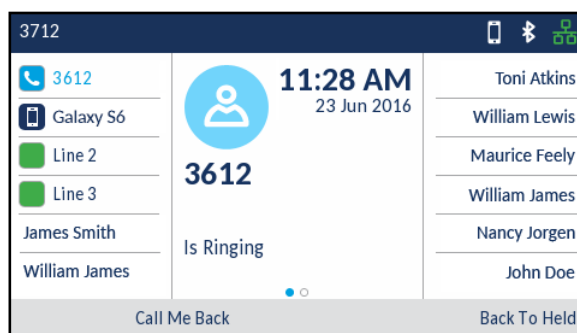 3712
3612
Galaxy S6
Line 2
Line 3
James Smith
William James
11:28 AM
23 Jun 2016
3612
Is Ringing
Toni Atkins
William Lewis
Maurice Feely
William James
Nancy Jorgen
John Doe
Call Me Back
Back To Held